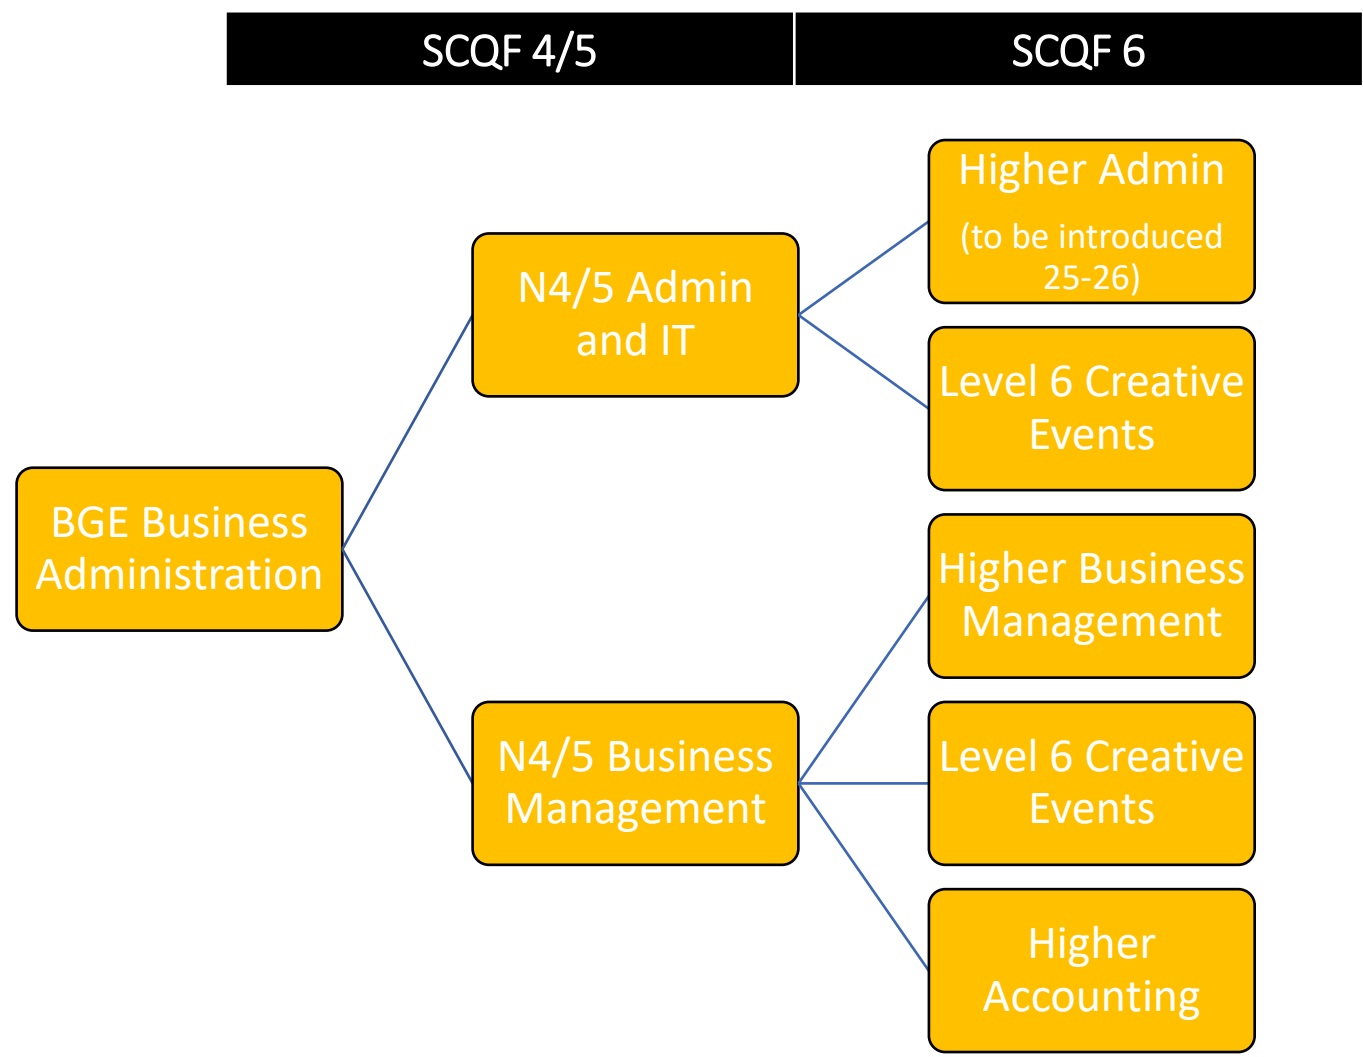 SCQF 4/5
SCQF 6
BGE Business
Administration
N4/5 Admin
and IT
N4/5 Business
Management
Higher Admin
(to be introduced
25-26)
Level 6 Creative
Events
Higher Business
Management
Level 6 Creative
Events
Higher
Accounting